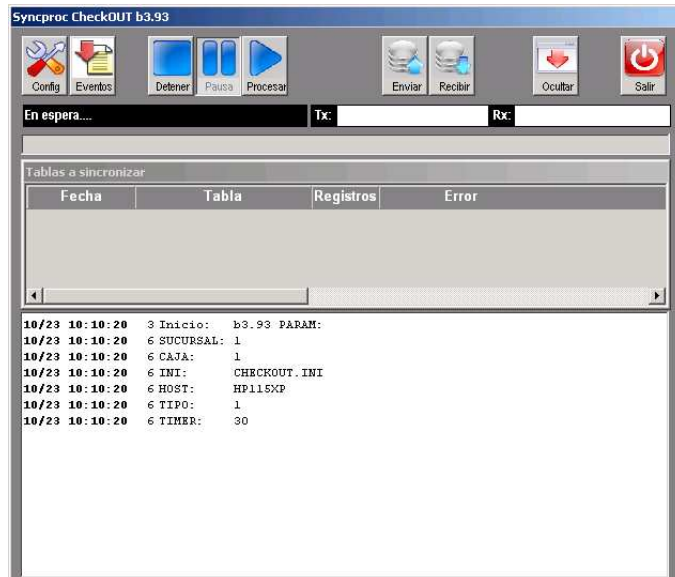 Syncproc CheckOUT b3.93
Config Eventos Detener Pausa Procesar Enviar Recibir Ocultar Salir
En espera.... Tx: Rx:
Tablas a sincronizar
Fecha Tabla Registros Error
10/23 10:10:20 3 Inicio: b3.93 PARAM:
10/23 10:10:20 6 SUCURSAL: 1
10/23 10:10:20 6 CAJA: 1
10/23 10:10:20 6 INI: CHECKOUT.INI
10/23 10:10:20 6 HOST: HP115XP
10/23 10:10:20 6 TIPO: 1
10/23 10:10:20 6 TIMER: 30